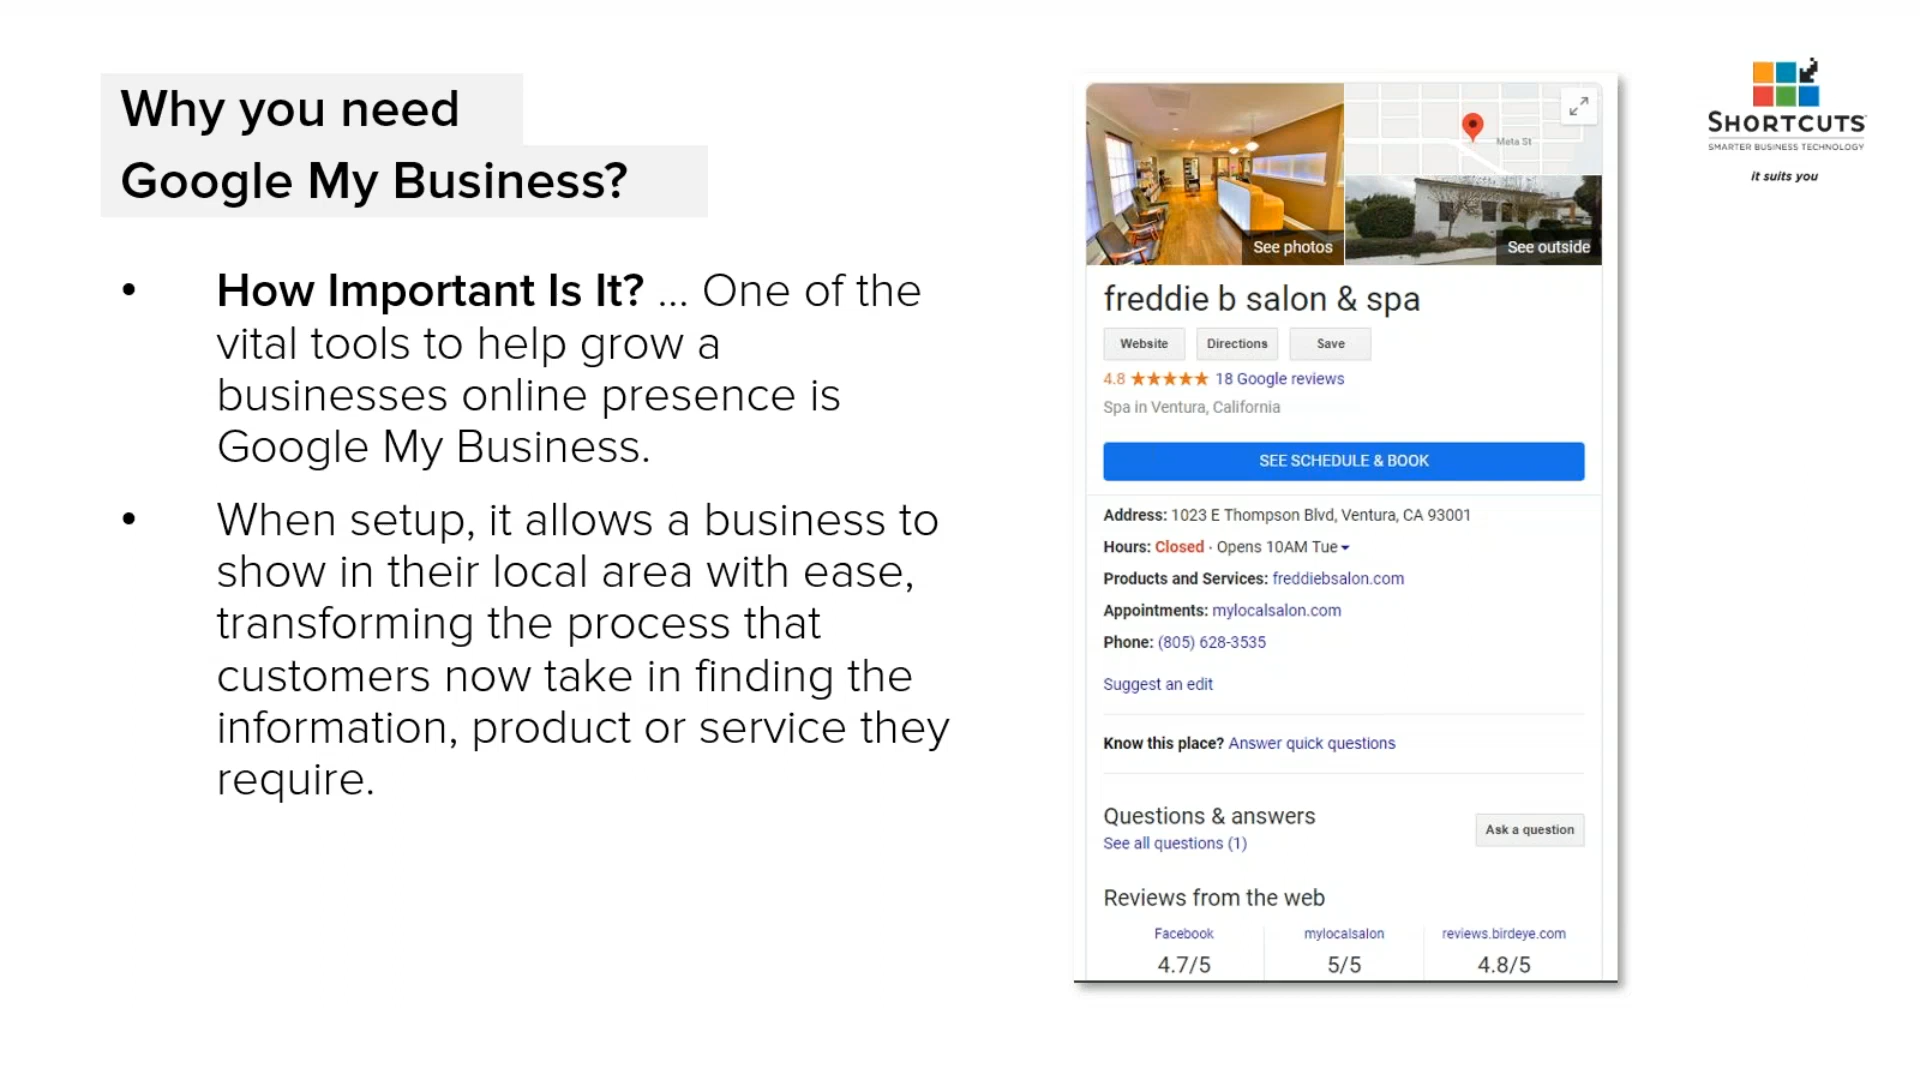 Why you need
Google My Business?
• How Important Is It? ... One of the
vital tools to help grow a
businesses online presence is
Google My Business.
• When setup, it allows a business to
show in their local area with ease,
transforming the process that
customers now take in finding the
information, product or service they
require.
Meta St
See photos
See outside
freddie b salon & spa
Website
Directions
Save
4.8 ★★★★★ 18 Google reviews
Spa in Ventura, California
SEE SCHEDULE & BOOK
Address: 1023 E Thompson Blvd, Ventura, CA 93001
Hours: Closed · Opens 10AM Tue
Products and Services: freddiebsalon.com
Appointments: mylocalsalon.com
Phone: (805) 628-3535
Suggest an edit
Know this place? Answer quick questions
Questions & answers
See all questions (1)
Ask a question
Reviews from the web
Facebook
4.7/5
mylocalsalon
5/5
reviews.birdeye.com
4.8/5
SHORTCUTS
SMARTER BUSINESS TECHNOLOGY
it suits you